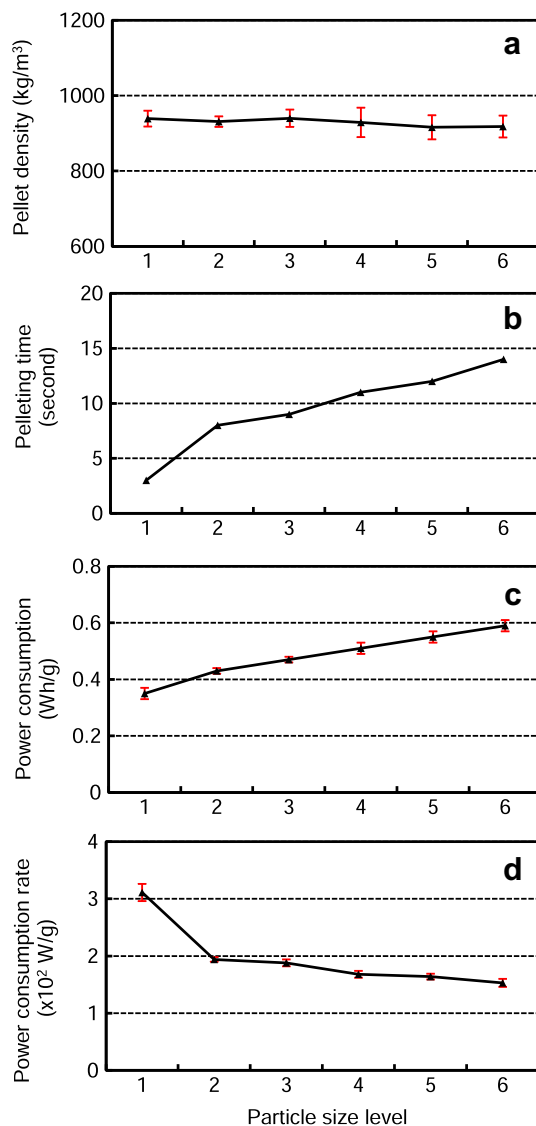 a
Pellet density (kg/m³)
1200
1000
800
600
1 2 3 4 5 6
b
Pelleting time
(second)
20
15
10
5
0
1 2 3 4 5 6
c
Power consumption
(Wh/g)
0.8
0.6
0.4
0.2
0
1 2 3 4 5 6
d
Power consumption rate
(x10² W/g)
4
3
2
1
0
1 2 3 4 5 6
Particle size level